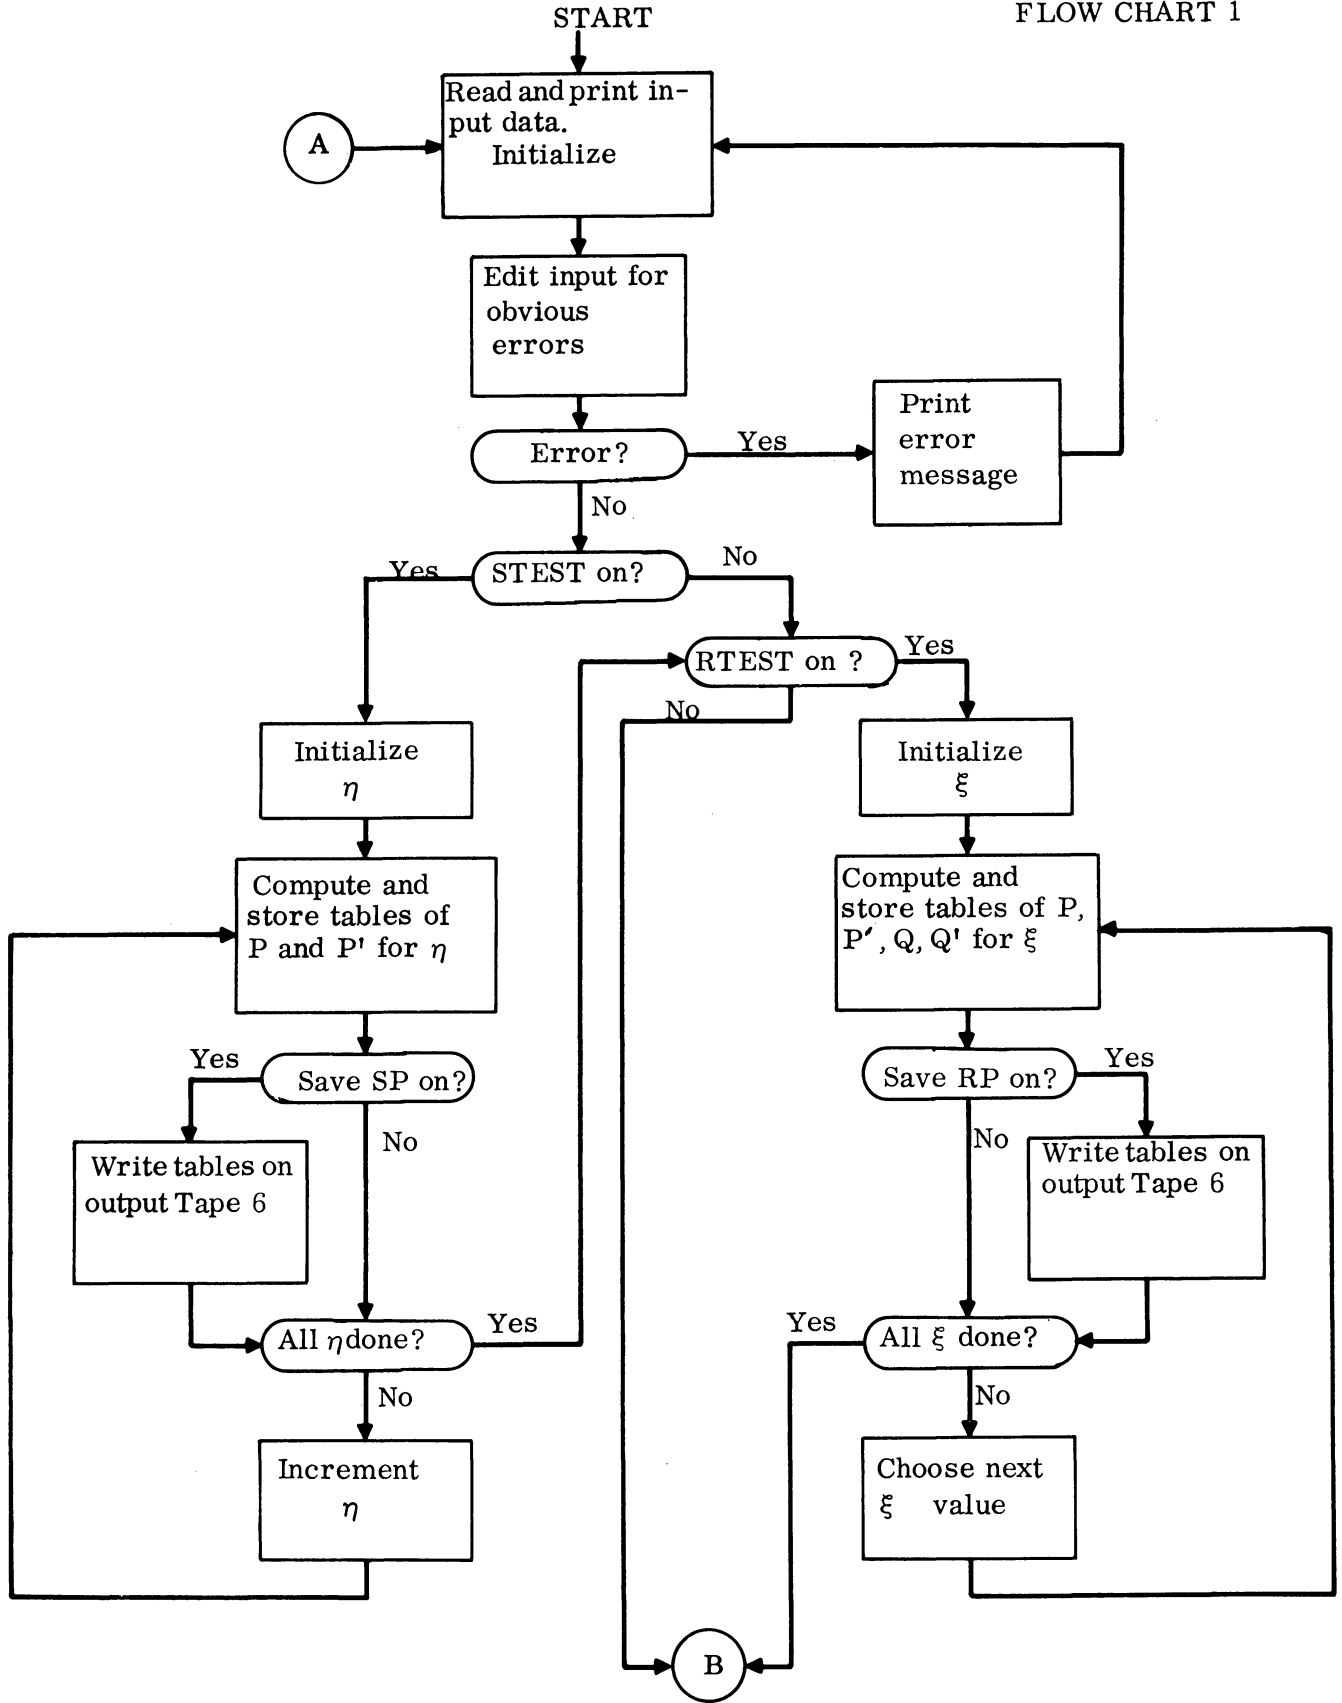 FLOW CHART 1
START
Read and print in-
put data.
Initialize
A
Edit input for
obvious
errors
Print
error
message
Error?
Yes
No
STEST on?
Yes
No
RTEST on ?
Yes
No
Initialize
η
Initialize
ξ
Compute and
store tables of
P and P' for η
Compute and
store tables of P,
P', Q, Q' for ξ
Yes
Save SP on?
No
Save RP on?
Yes
No
Write tables on
output Tape 6
Write tables on
output Tape 6
All η done?
Yes
No
Yes
All ξ done?
No
Increment
η
Choose next
ξ value
B